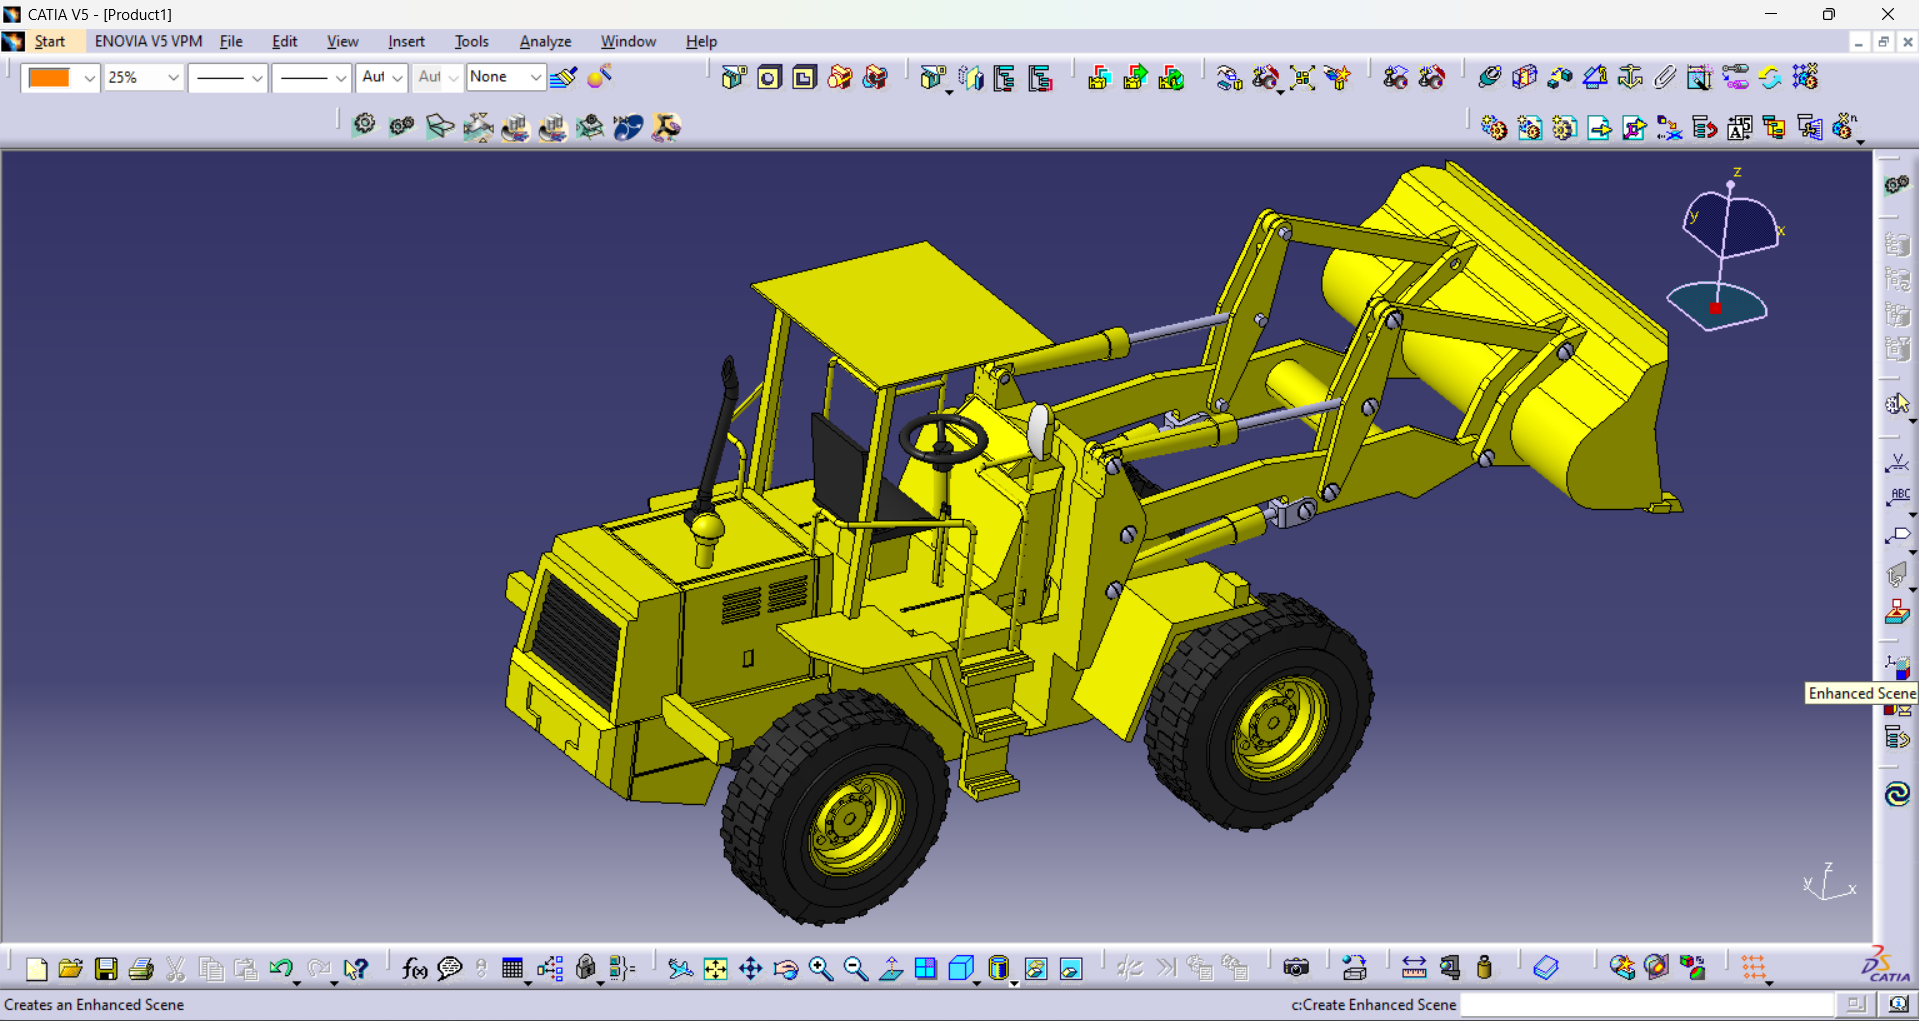 CATIA V5 - [Product1]
Start ENOVIA V5 VPM File Edit View Insert Tools Analyze Window Help
25% Aut Aut None
z
y
x
ABC
Enhanced Scene
z
y
x
f(x)
DS CATIA
Creates an Enhanced Scene
c:Create Enhanced Scene